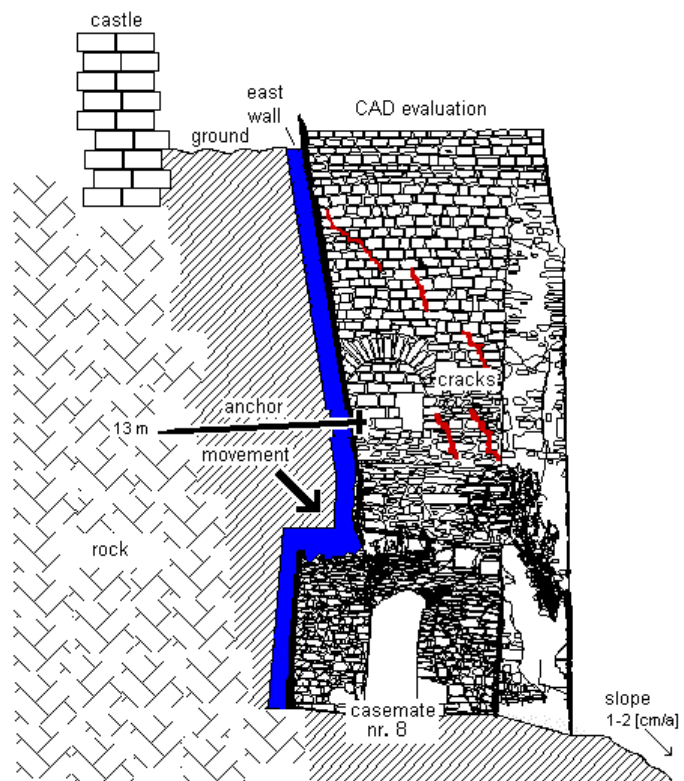 castle
east
wall
CAD evaluation
ground
cracks
anchor
13 m
movement
rock
casemate
nr. 8
slope
1-2 [cm/a]